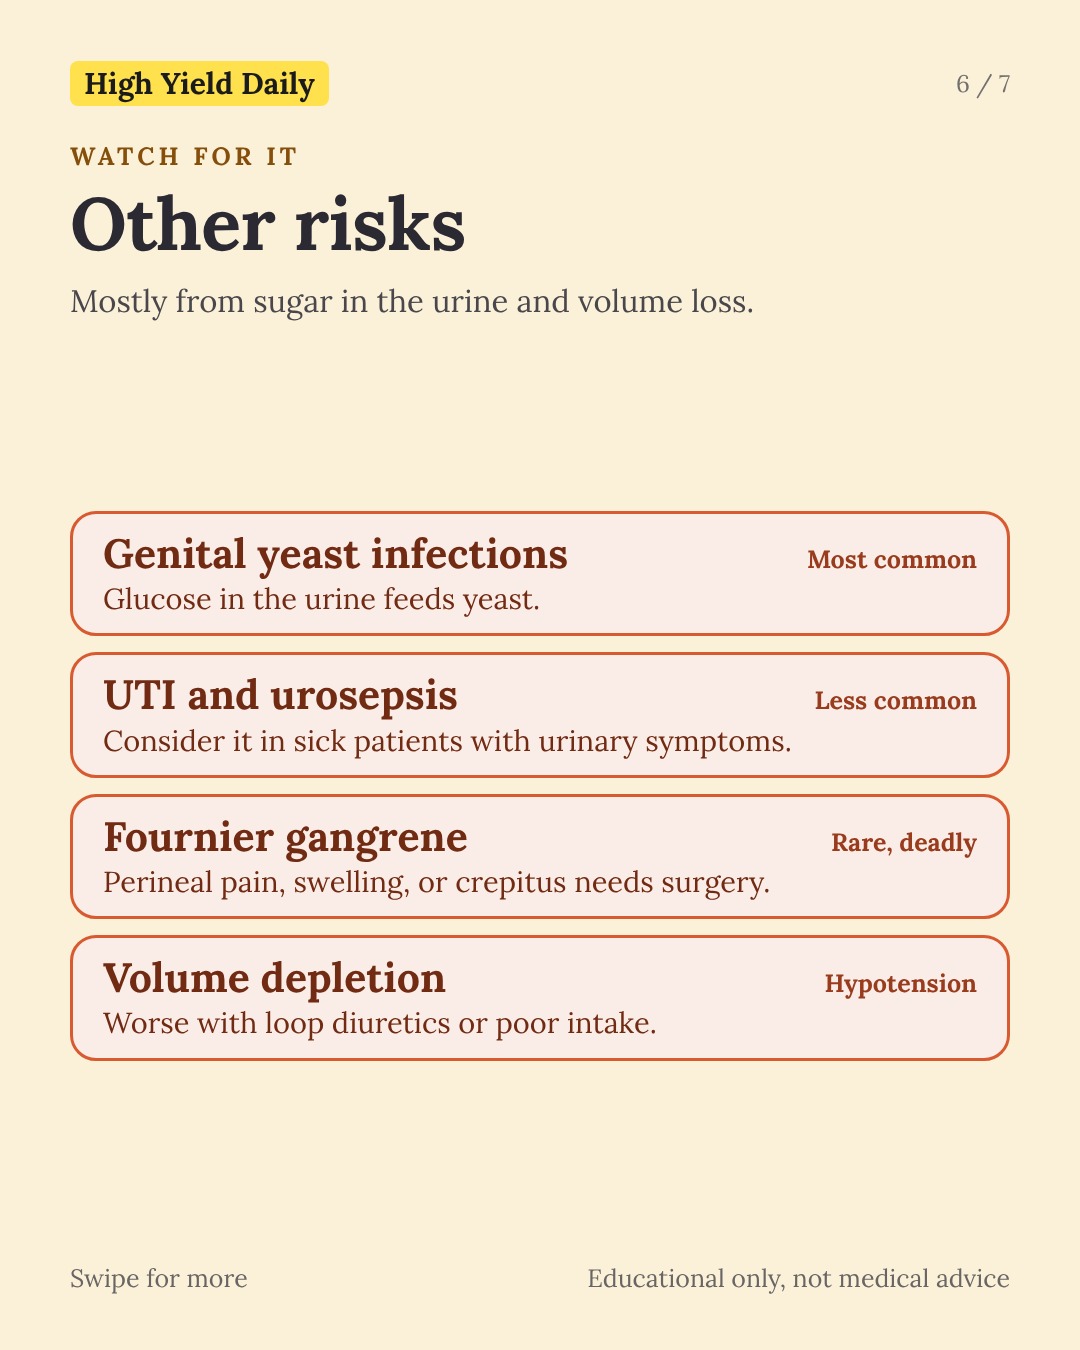 High Yield Daily
6 / 7
WATCH FOR IT
Other risks
Mostly from sugar in the urine and volume loss.
Genital yeast infections
Most common
Glucose in the urine feeds yeast.
UTI and urosepsis
Less common
Consider it in sick patients with urinary symptoms.
Fournier gangrene
Rare, deadly
Perineal pain, swelling, or crepitus needs surgery.
Volume depletion
Hypotension
Worse with loop diuretics or poor intake.
Swipe for more
Educational only, not medical advice